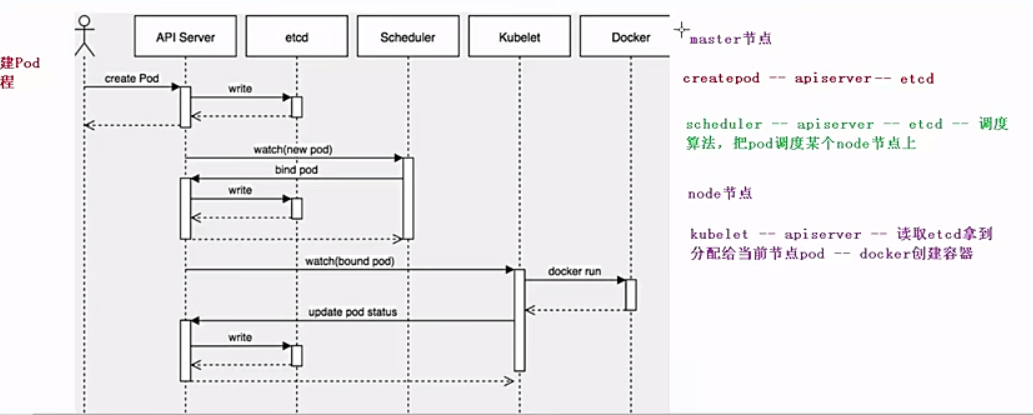 建Pod
程
API Server
etcd
Scheduler
Kubelet
Docker
create Pod
write
watch(new pod)
bind pod
write
watch(bound pod)
docker run
update pod status
write
master节点
createpod -- apiserver-- etcd
scheduler -- apiserver -- etcd -- 调度
算法，把pod调度某个node节点上
node节点
kubelet -- apiserver -- 读取etcd拿到
分配给当前节点pod -- docker创建容器